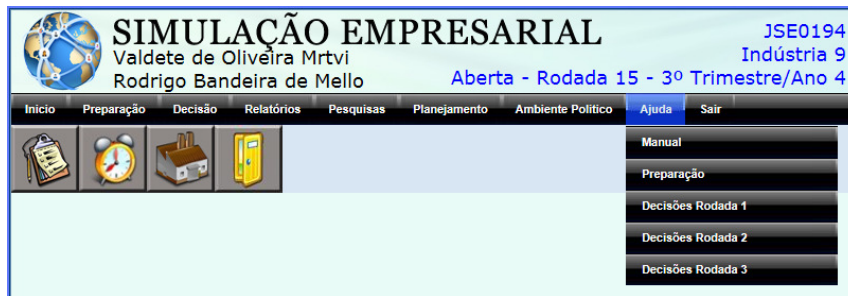 SIMULAÇÃO EMPRESARIAL
Valdete de Oliveira Mrtvi
Rodrigo Bandeira de Mello
JSE0194
Indústria 9
Aberta - Rodada 15 - 3º Trimestre/Ano 4
Inicio Preparação Decisão Relatórios Pesquisas Planejamento Ambiente Politico Ajuda Sair
Manual
Preparação
Decisões Rodada 1
Decisões Rodada 2
Decisões Rodada 3